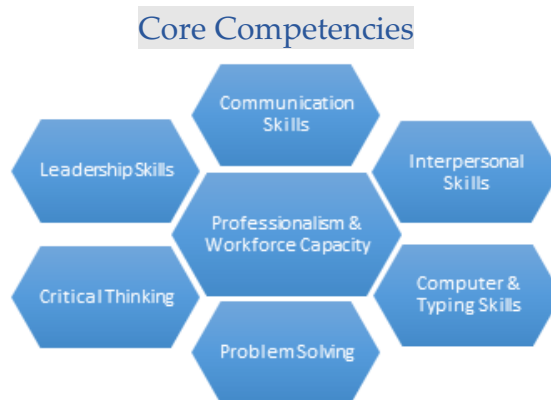 Core Competencies
Communication
Skills
Leadership Skills
Interpersonal
Skills
Professionalism &
Workforce Capacity
Critical Thinking
Computer &
Typing Skills
Problem Solving